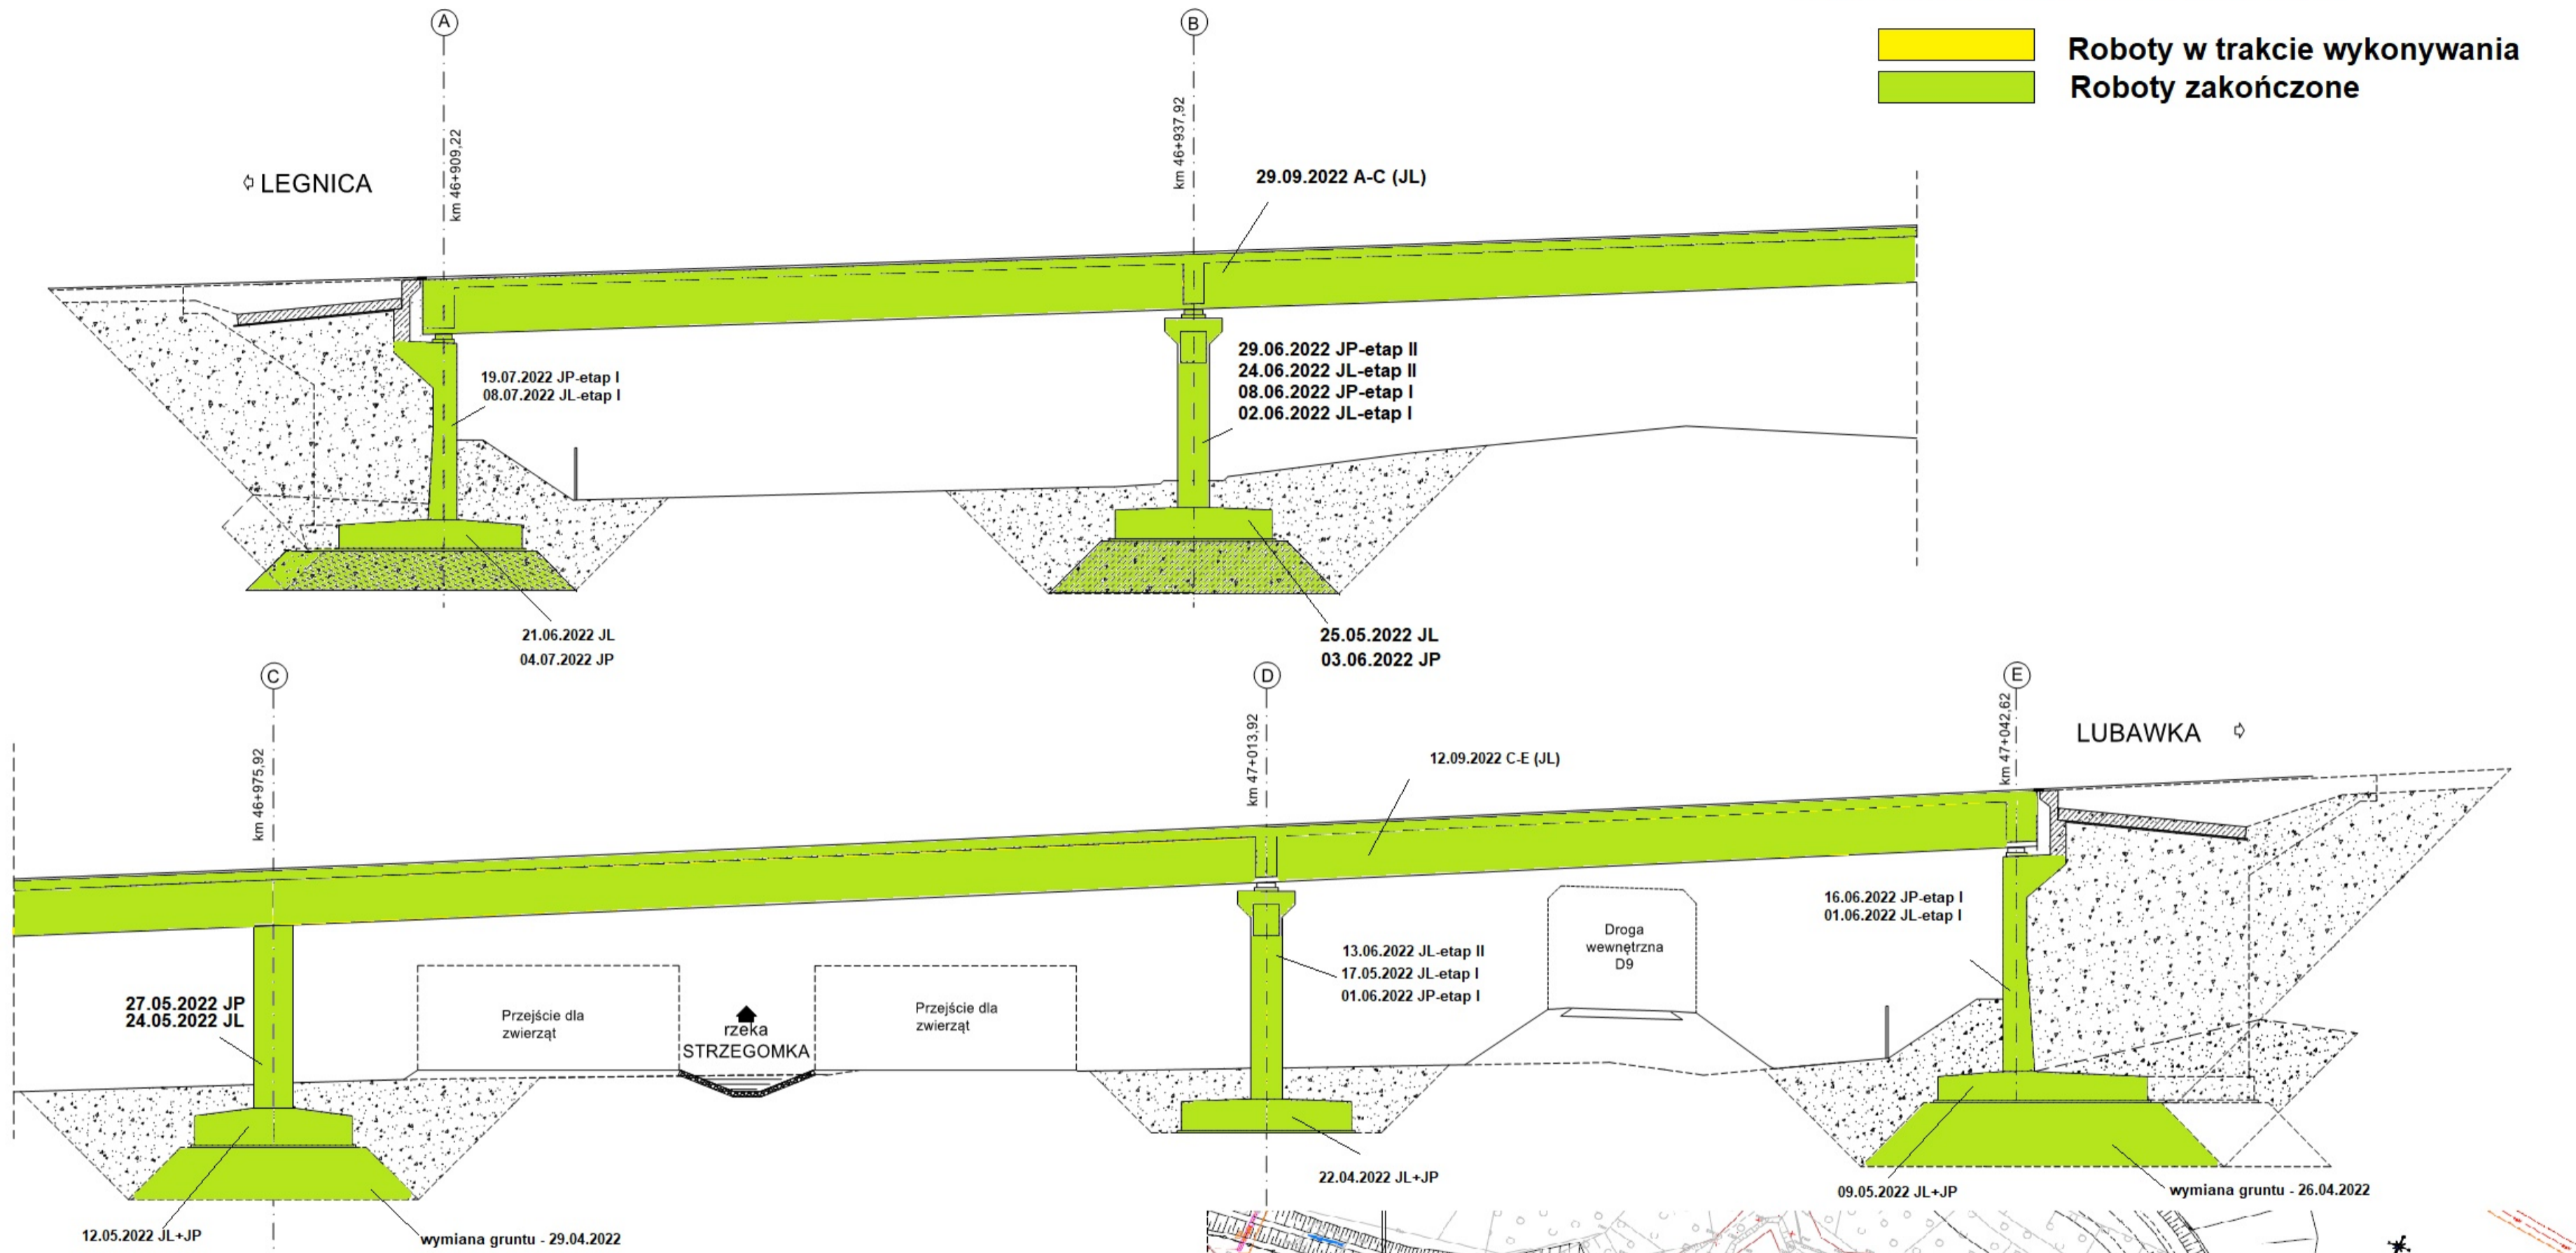 A
B
Roboty w trakcie wykonywania
Roboty zakończone
km 46+909,22
km 46+937,92
LEGNICA
29.09.2022 A-C (JL)
19.07.2022 JP-etap I
08.07.2022 JL-etap I
29.06.2022 JP-etap II
24.06.2022 JL-etap II
08.06.2022 JP-etap I
02.06.2022 JL-etap I
21.06.2022 JL
04.07.2022 JP
25.05.2022 JL
03.06.2022 JP
C
D
E
km 46+975,92
km 47+013,92
km 47+042,62
LUBAWKA
12.09.2022 C-E (JL)
27.05.2022 JP
24.05.2022 JL
Przejście dla
zwierząt
rzeka
STRZEGOMKA
Przejście dla
zwierząt
13.06.2022 JL-etap II
17.05.2022 JL-etap I
01.06.2022 JP-etap I
Droga
wewnętrzna
D9
16.06.2022 JP-etap I
01.06.2022 JL-etap I
12.05.2022 JL+JP
wymiana gruntu - 29.04.2022
22.04.2022 JL+JP
09.05.2022 JL+JP
wymiana gruntu - 26.04.2022